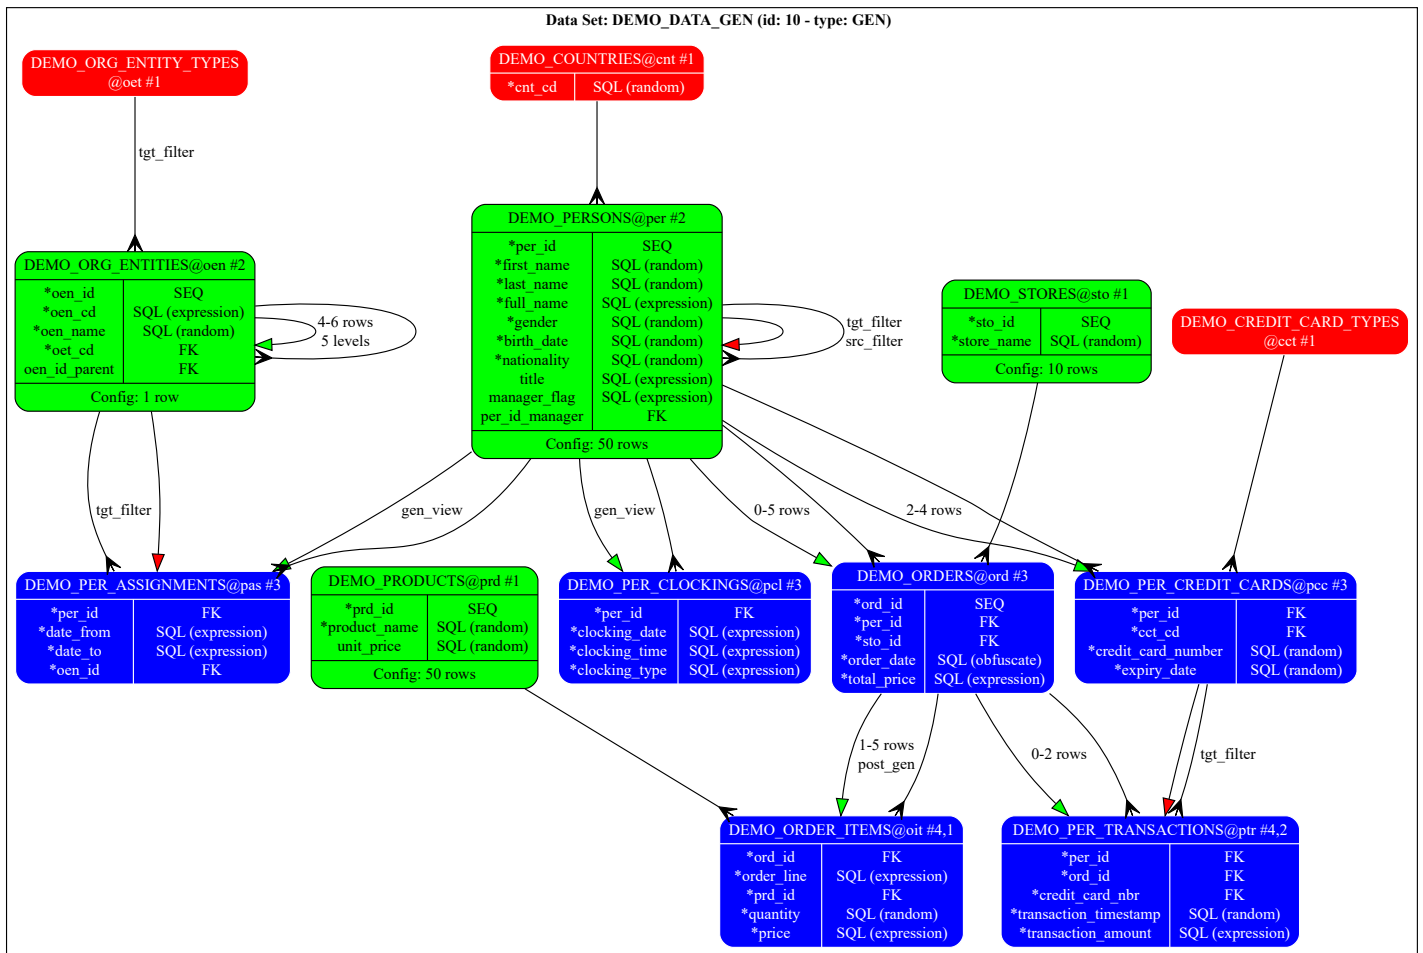 Data Set: DEMO_DATA_GEN (id: 10 - type: GEN)
DEMO_ORG_ENTITY_TYPES
@oet #1
DEMO_COUNTRIES@cnt #1
*cnt_cd SQL (random)
tgt_filter
DEMO_PERSONS@per #2
*per_id SEQ
*first_name SQL (random)
*last_name SQL (random)
*full_name SQL (expression)
*gender SQL (random)
*birth_date SQL (random)
*nationality SQL (random)
title SQL (expression)
manager_flag SQL (expression)
per_id_manager FK
Config: 50 rows
tgt_filter
src_filter
DEMO_ORG_ENTITIES@oen #2
*oen_id SEQ
*oen_cd SQL (expression)
*oen_name SQL (random)
*oet_cd FK
oen_id_parent FK
Config: 1 row
4-6 rows
5 levels
DEMO_STORES@sto #1
*sto_id SEQ
*store_name SQL (random)
Config: 10 rows
DEMO_CREDIT_CARD_TYPES
@cct #1
tgt_filter
gen_view
gen_view
0-5 rows
2-4 rows
DEMO_PER_ASSIGNMENTS@pas #3
*per_id FK
*date_from SQL (expression)
*date_to SQL (expression)
*oen_id FK
DEMO_PRODUCTS@prd #1
*prd_id SEQ
*product_name SQL (random)
unit_price SQL (random)
Config: 50 rows
DEMO_PER_CLOCKINGS@pcl #3
*per_id FK
*clocking_date SQL (expression)
*clocking_time SQL (expression)
*clocking_type SQL (expression)
DEMO_ORDERS@ord #3
*ord_id SEQ
*per_id FK
*sto_id FK
*order_date SQL (obfuscate)
*total_price SQL (expression)
DEMO_PER_CREDIT_CARDS@pcc #3
*per_id FK
*cct_cd FK
*credit_card_number SQL (random)
*expiry_date SQL (random)
1-5 rows
post_gen
0-2 rows
tgt_filter
DEMO_ORDER_ITEMS@oit #4,1
*ord_id FK
*order_line SQL (expression)
*prd_id FK
*quantity SQL (random)
*price SQL (expression)
DEMO_PER_TRANSACTIONS@ptr #4,2
*per_id FK
*ord_id FK
*credit_card_nbr FK
*transaction_timestamp SQL (random)
*transaction_amount SQL (expression)